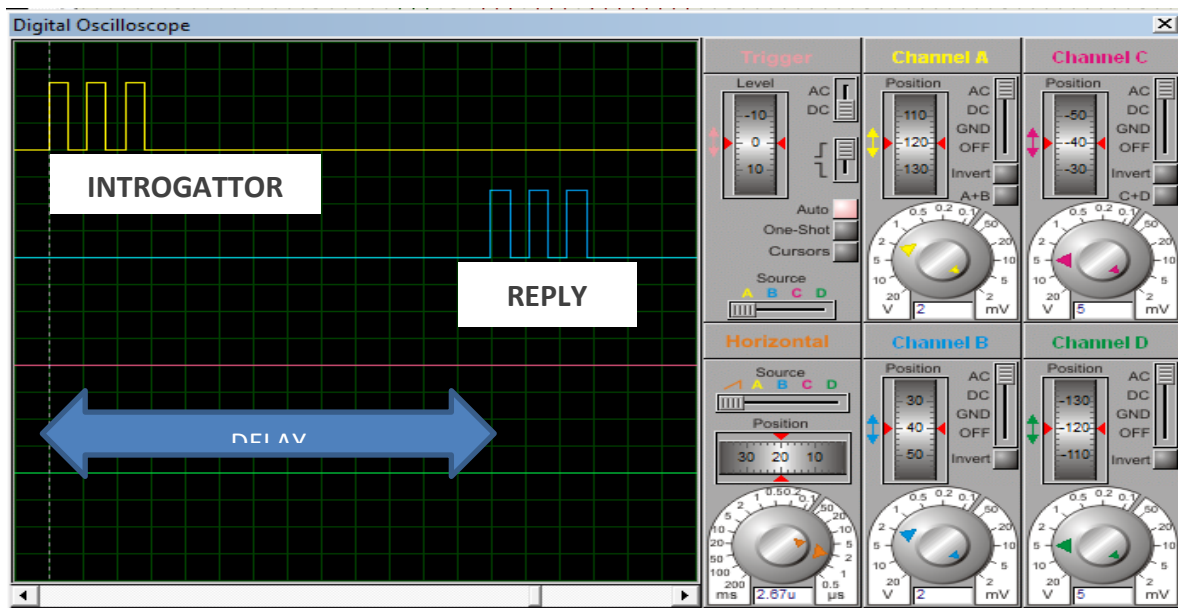 Digital Oscilloscope
INTROGATTOR
REPLY
DELAY
Trigger
Level
-10
0
10
AC
DC
Auto
One-Shot
Cursors
Source
A B C D
Channel A
Position
110
120
130
AC
DC
GND
OFF
Invert
A+B
20 10 5 2 1 0.5 0.2 0.1 50 20 10 5 2
V 2 mV
Channel C
Position
-50
-40
-30
AC
DC
GND
OFF
Invert
C+D
20 10 5 2 1 0.5 0.2 0.1 50 20 10 5 2
V 5 mV
Horizontal
Source
A B C D
Position
30 20 10
200 100 50 20 10 5 2 1 0.5 0.2 0.1 50 20 10 5 2 1 0.5
ms 2.67u µs
Channel B
Position
30
40
50
AC
DC
GND
OFF
Invert
20 10 5 2 1 0.5 0.2 0.1 50 20 10 5 2
V 2 mV
Channel D
Position
-130
-120
-110
AC
DC
GND
OFF
Invert
20 10 5 2 1 0.5 0.2 0.1 50 20 10 5 2
V 5 mV